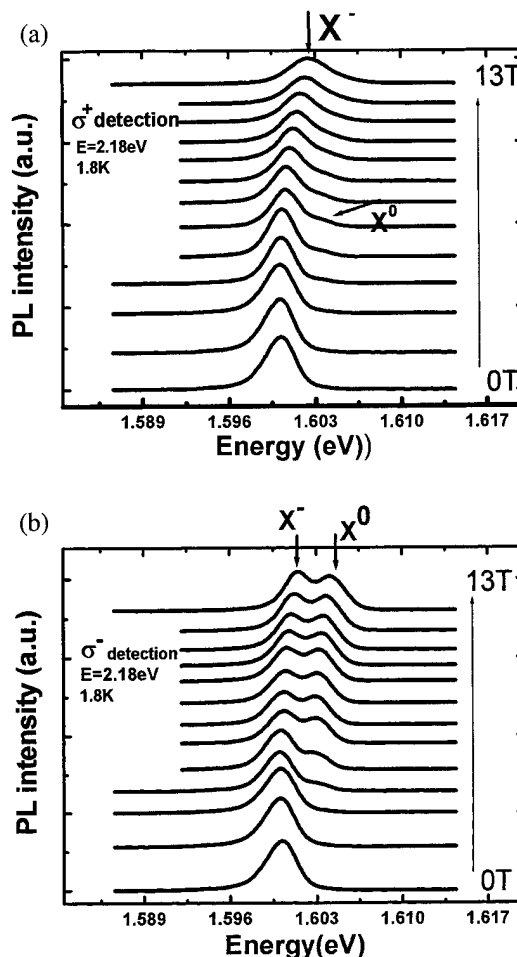 (a)
X⁻
13T
σ⁺ detection
E=2.18eV
1.8K
X⁰
0T
PL intensity (a.u.)
1.589 1.596 1.603 1.610 1.617
Energy (eV))
(b)
X⁻ X⁰
13T
σ⁻ detection
E=2.18eV
1.8K
0T
PL intensity (a.u.)
1.589 1.596 1.603 1.610 1.617
Energy(eV)